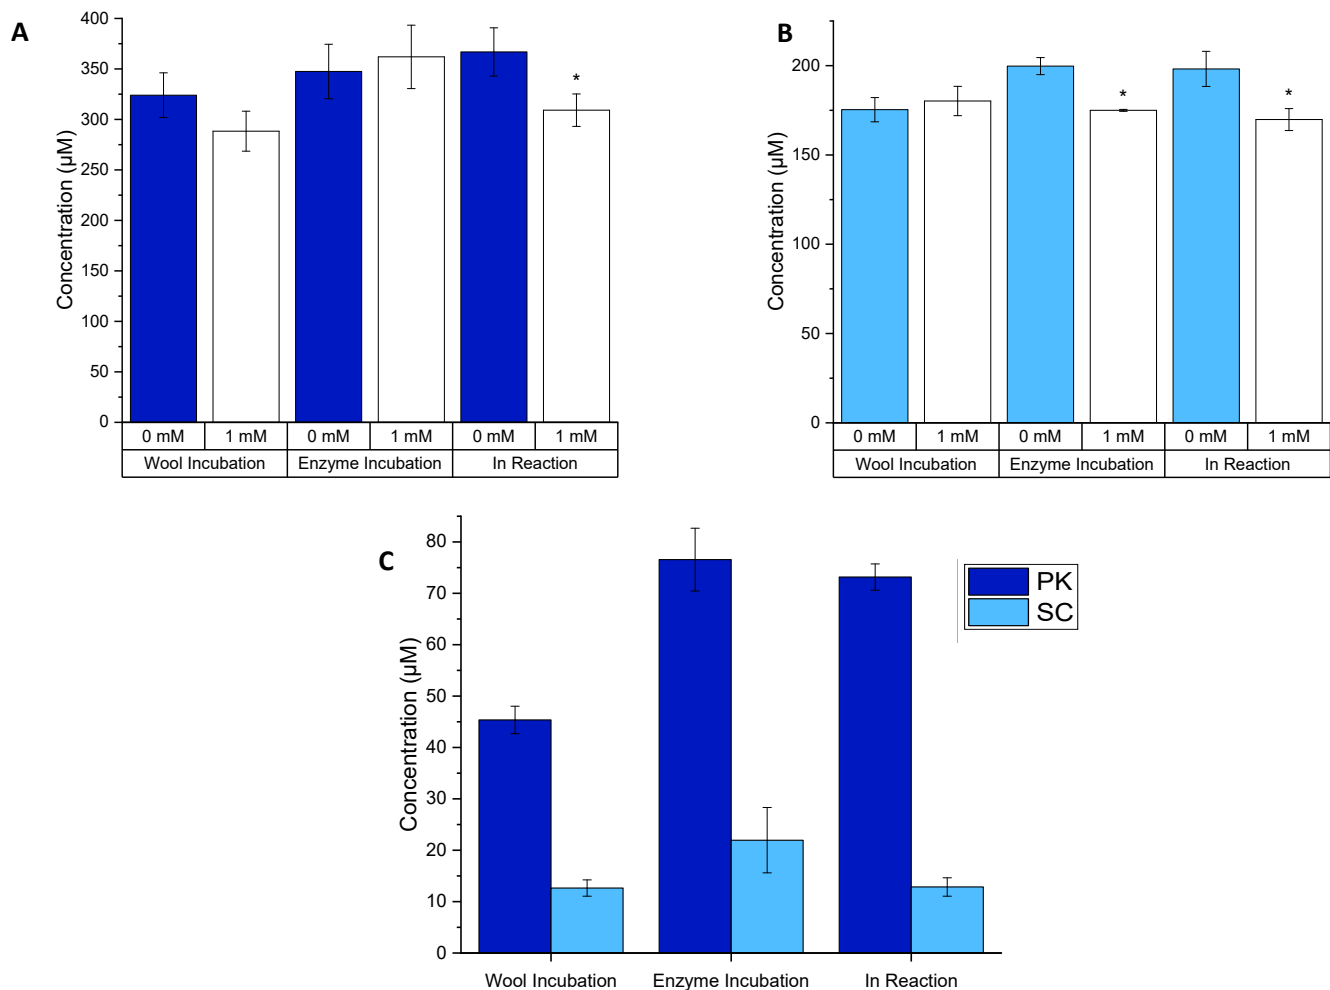 A
400
350
300
250
200
150
300
350
50
0
Concentration (µM)
*
0 mM 1 mM 0 mM 1 mM 0 mM 1 mM
Wool Incubation Enzyme Incubation In Reaction
B
200
150
100
50
0
Concentration (µM)
* *
0 mM 1 mM 0 mM 1 mM 0 mM 1 mM
Wool Incubation Enzyme Incubation In Reaction
C
80
70
60
50
40
30
20
10
0
Concentration (µM)
Wool Incubation Enzyme Incubation In Reaction
PK
SC